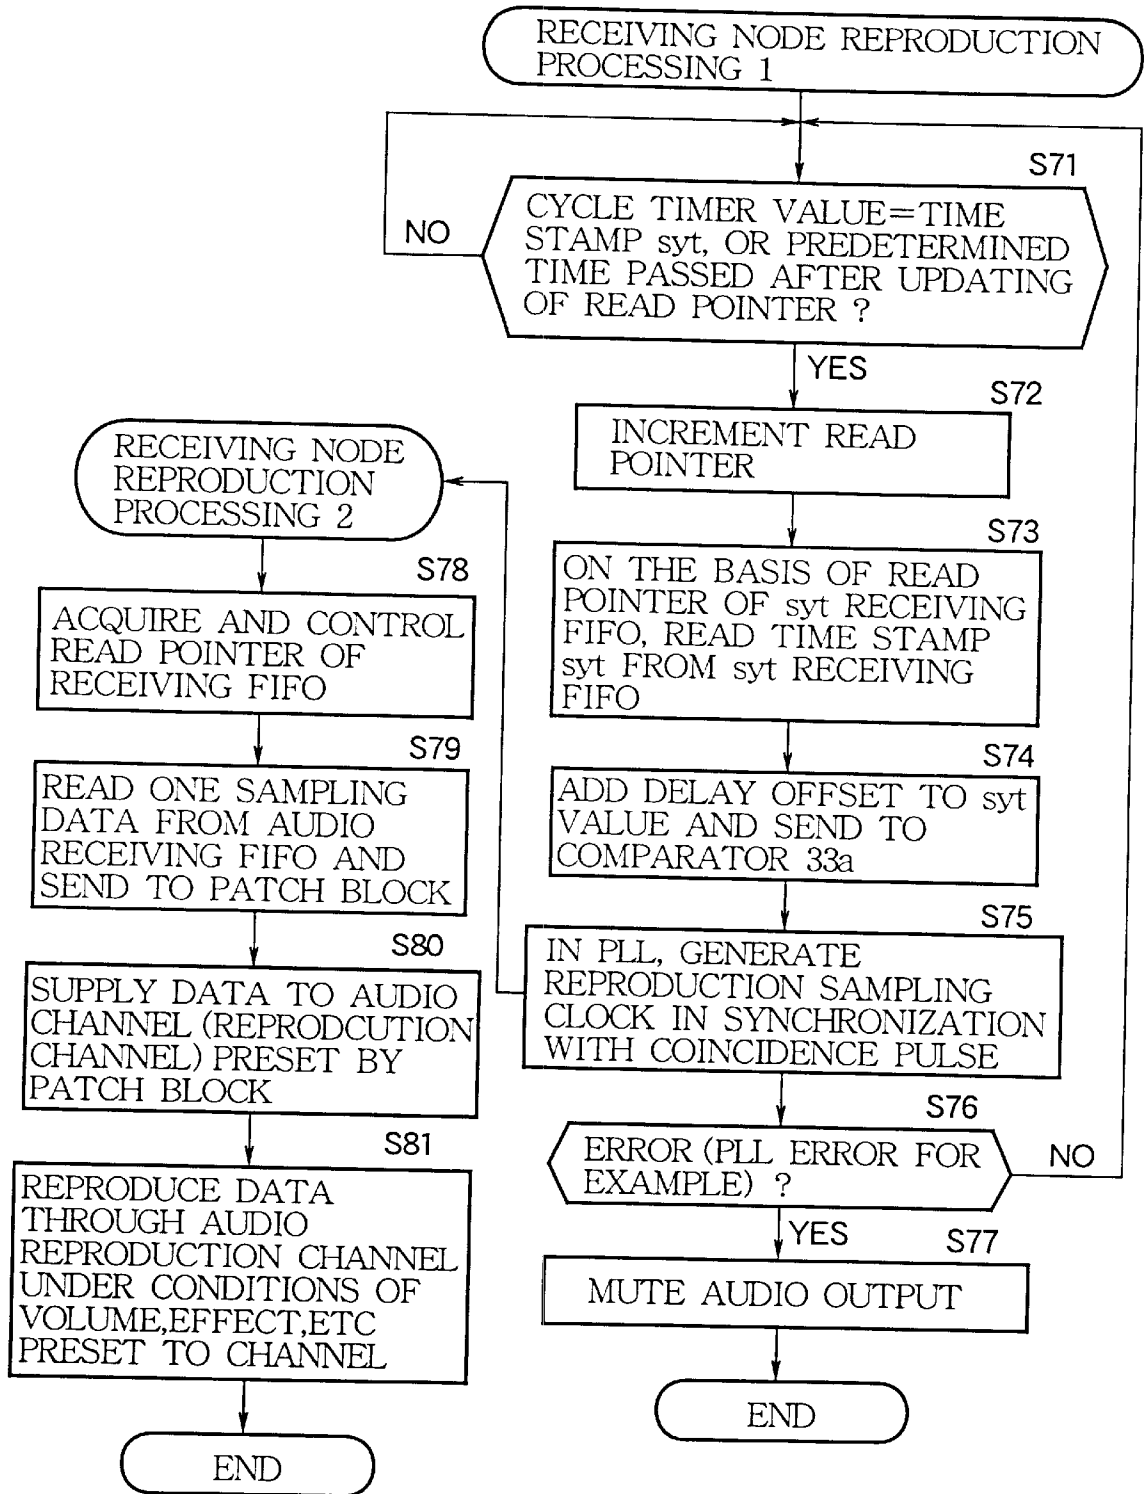 RECEIVING NODE REPRODUCTION
PROCESSING 1
S71
CYCLE TIMER VALUE=TIME
STAMP syt, OR PREDETERMINED
TIME PASSED AFTER UPDATING
OF READ POINTER ?
NO
YES
S72
INCREMENT READ
POINTER
S73
ON THE BASIS OF READ
POINTER OF syt RECEIVING
FIFO, READ TIME STAMP
syt FROM syt RECEIVING
FIFO
S74
ADD DELAY OFFSET TO syt
VALUE AND SEND TO
COMPARATOR 33a
S75
IN PLL, GENERATE
REPRODUCTION SAMPLING
CLOCK IN SYNCHRONIZATION
WITH COINCIDENCE PULSE
S76
ERROR (PLL ERROR FOR
EXAMPLE) ?
NO
YES
S77
MUTE AUDIO OUTPUT
END
RECEIVING NODE
REPRODUCTION
PROCESSING 2
S78
ACQUIRE AND CONTROL
READ POINTER OF
RECEIVING FIFO
S79
READ ONE SAMPLING
DATA FROM AUDIO
RECEIVING FIFO AND
SEND TO PATCH BLOCK
S80
SUPPLY DATA TO AUDIO
CHANNEL (REPRODCUTION
CHANNEL) PRESET BY
PATCH BLOCK
S81
REPRODUCE DATA
THROUGH AUDIO
REPRODUCTION CHANNEL
UNDER CONDITIONS OF
VOLUME,EFFECT,ETC
PRESET TO CHANNEL
END